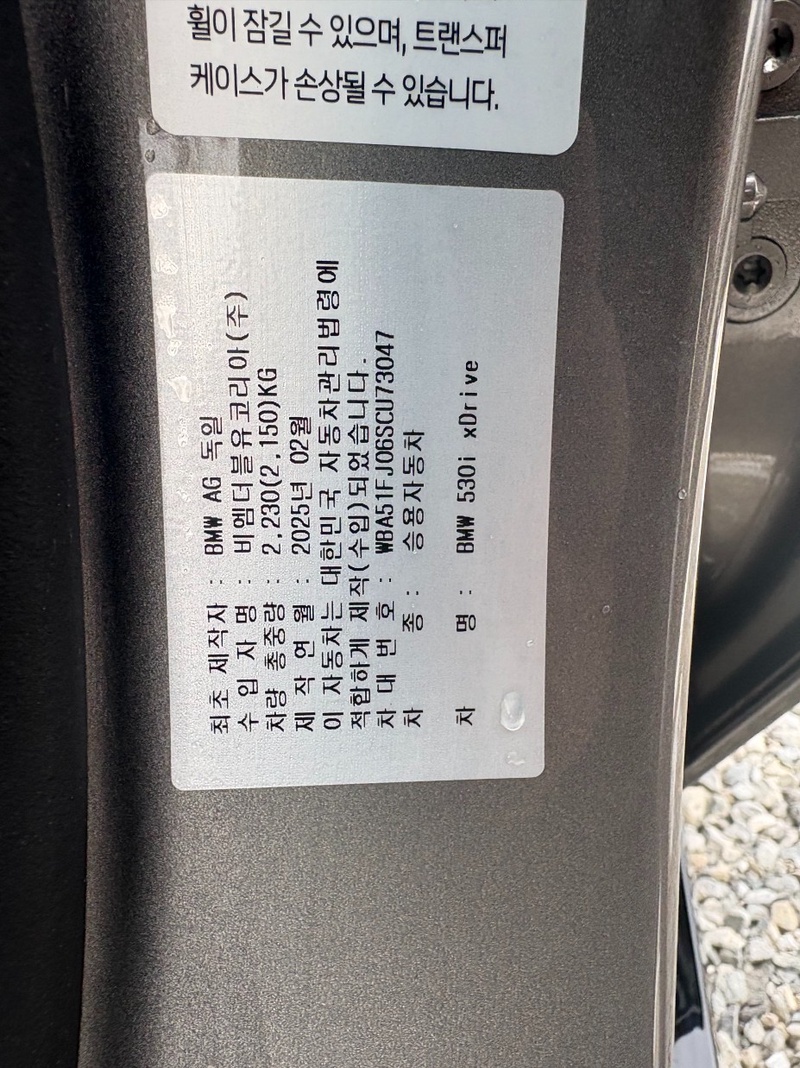 휠이 잠길 수 있으며, 트랜스퍼
케이스가 손상될 수 있습니다.
최초 제작자 : BMW AG 독일
수 입 자 명 : 비엠더블유코리아(주)
차량 총중량 : 2,230(2,150)KG
제 작 연 월 : 2025년 02월
이 자동차는 대한민국 자동차관리법령에
적합하게 제작(수입)되었습니다.
차 대 번 호 : WBA51FJ06SCU73047
차 종 : 승용자동차
차 명 : BMW 530i xDrive